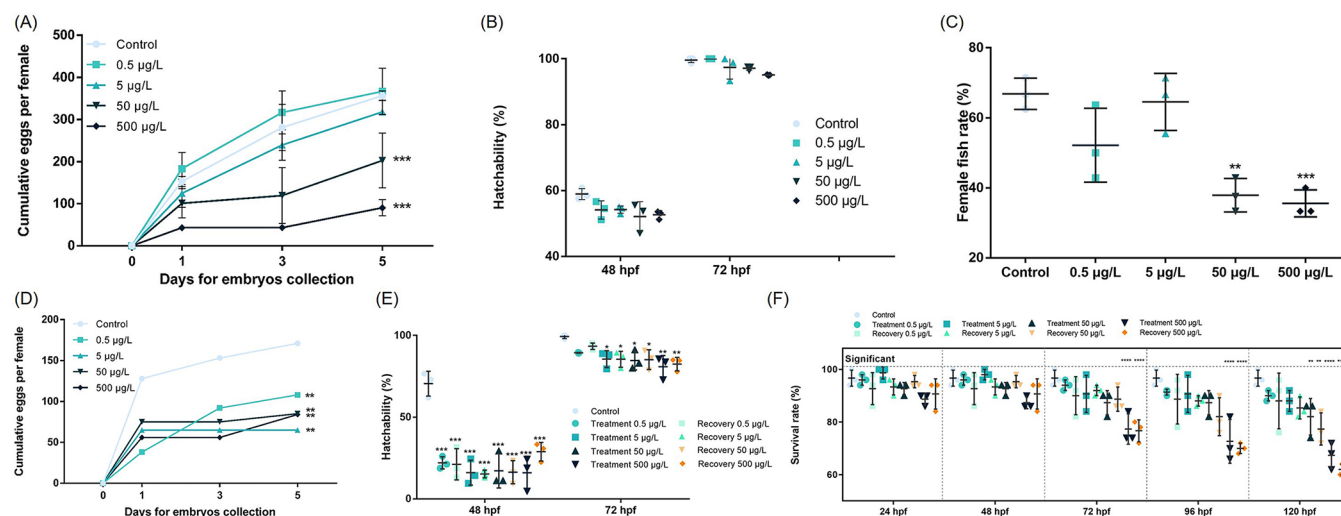 (A)
500
400
300
200
100
0
Cumulative eggs per female
Control
0.5 µg/L
5 µg/L
50 µg/L
500 µg/L
***
***
0 1 3 5
Days for embryos collection
(B)
100
80
60
40
Hatchability (%)
Control
0.5 µg/L
5 µg/L
50 µg/L
500 µg/L
48 hpf 72 hpf
(C)
80
60
40
20
Female fish rate (%)
**
***
Control 0.5 µg/L 5 µg/L 50 µg/L 500 µg/L
(D)
200
150
100
50
0
Cumulative eggs per female
Control
0.5 µg/L
5 µg/L
50 µg/L
500 µg/L
**
**
**
**
0 1 3 5
Days for embryos collection
(E)
100
50
0
Hatchability (%)
*** *** *** *** *** *** *** ***
* * * * ** **
Control
Treatment 0.5 µg/L Recovery 0.5 µg/L
Treatment 5 µg/L Recovery 5 µg/L
Treatment 50 µg/L Recovery 50 µg/L
Treatment 500 µg/L Recovery 500 µg/L
48 hpf 72 hpf
(F)
Control
Treatment 0.5 µg/L Treatment 5 µg/L Treatment 50 µg/L Treatment 500 µg/L
Recovery 0.5 µg/L Recovery 5 µg/L Recovery 50 µg/L Recovery 500 µg/L
Significant
**** **** **** **** ** ** ****
100
80
60
Survival rate (%)
24 hpf 48 hpf 72 hpf 96 hpf 120 hpf